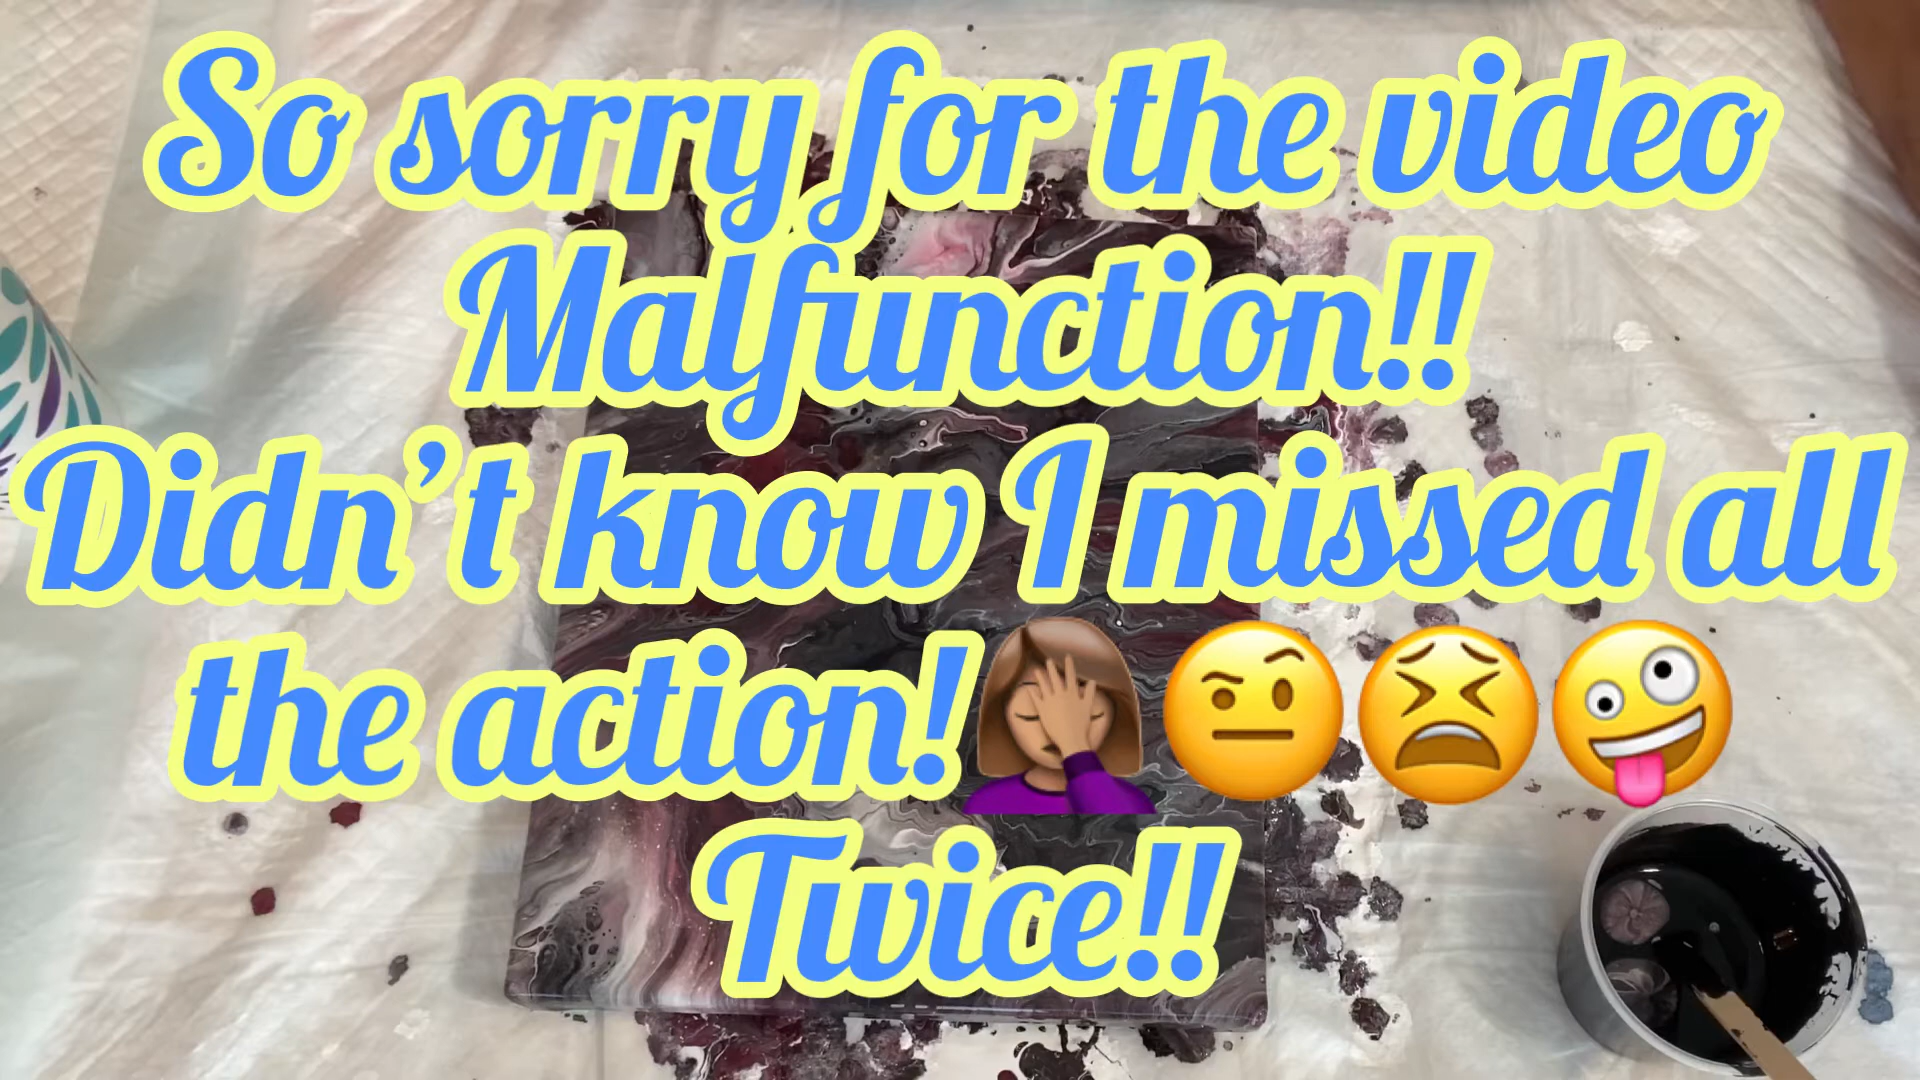 So sorry for the video
Malfunction!!
Didn’t know I missed all
the action!🤦🏽‍♀️🤨😫🤪
Twice!!